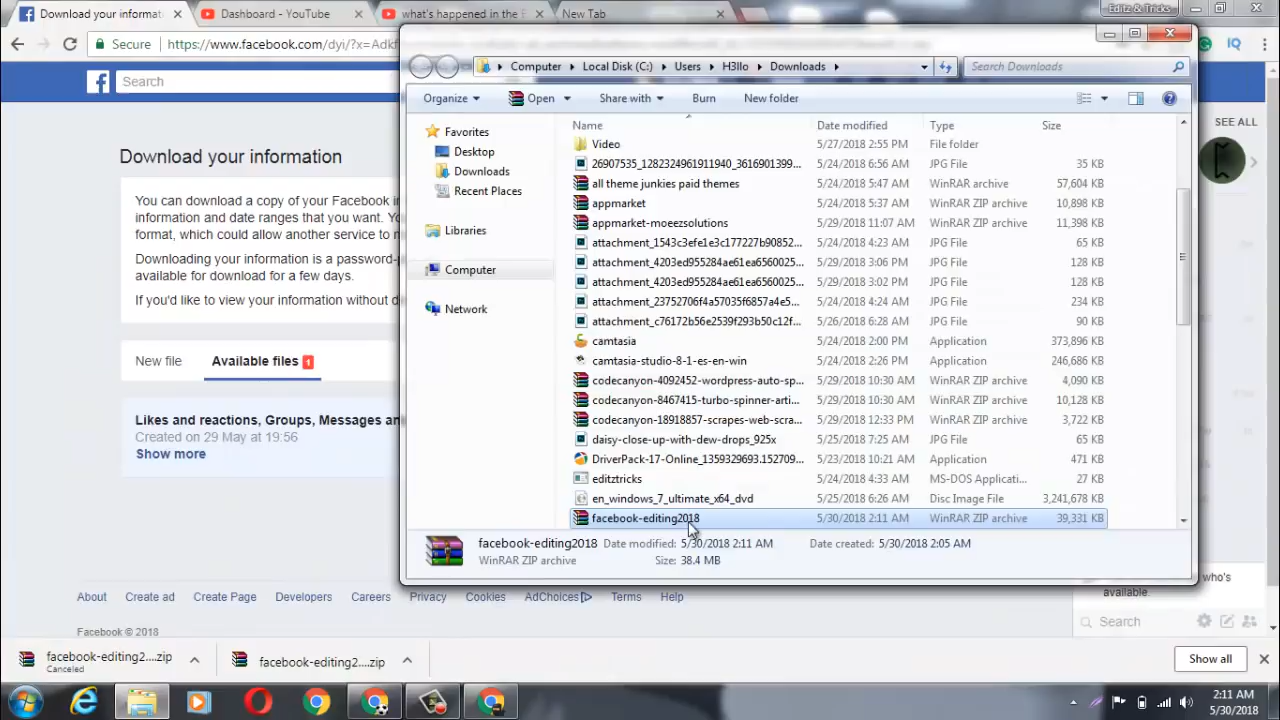 Download your informat
Dashboard - YouTube
what's happened in the E
New Tab
Editz & Tricks
Secure
https://www.facebook.com/dyi/?x=Adkf
Search
Download your information
You can download a copy of your Facebook i
information and date ranges that you want. Y
format, which could allow another service to m
Downloading your information is a password-
available for download for a few days.
If you'd like to view your information without d
New file
Available files 1
Likes and reactions, Groups, Messages an
Created on 29 May at 19:56
Show more
About Create ad Create Page Developers Careers Privacy Cookies AdChoices Terms Help
Facebook © 2018
SEE ALL
who's
available.
Search
Computer Local Disk (C:) Users H3llo Downloads
Search Downloads
Organize Open Share with Burn New folder
Favorites
Desktop
Downloads
Recent Places
Libraries
Computer
Network
Name Date modified Type Size
Video 5/27/2018 2:55 PM File folder
26907535_1282324961911940_3616901399... 5/24/2018 6:56 AM JPG File 35 KB
all theme junkies paid themes 5/24/2018 5:47 AM WinRAR archive 57,604 KB
appmarket 5/24/2018 5:37 AM WinRAR ZIP archive 10,898 KB
appmarket-moeezsolutions 5/29/2018 11:07 AM WinRAR ZIP archive 11,398 KB
attachment_1543c3efe1e3c177227b90852... 5/24/2018 4:23 AM JPG File 65 KB
attachment_4203ed955284ae61ea6560025... 5/29/2018 3:06 PM JPG File 128 KB
attachment_4203ed955284ae61ea6560025... 5/29/2018 3:02 PM JPG File 128 KB
attachment_23752706f4a57035f6857a4e5... 5/24/2018 4:24 AM JPG File 234 KB
attachment_c76172b56e2539f293b50c12f... 5/26/2018 6:28 AM JPG File 90 KB
camtasia 5/24/2018 2:00 PM Application 373,896 KB
camtasia-studio-8-1-es-en-win 5/24/2018 2:26 PM Application 246,686 KB
codecanyon-4092452-wordpress-auto-sp... 5/29/2018 10:30 AM WinRAR ZIP archive 4,090 KB
codecanyon-8467415-turbo-spinner-arti... 5/29/2018 10:30 AM WinRAR ZIP archive 10,128 KB
codecanyon-18918857-scrapes-web-scra... 5/29/2018 12:33 PM WinRAR ZIP archive 3,722 KB
daisy-close-up-with-dew-drops_925x 5/25/2018 7:25 AM JPG File 65 KB
DriverPack-17-Online_1359329693.152709... 5/23/2018 10:21 AM Application 471 KB
editztricks 5/24/2018 4:33 AM MS-DOS Applicati... 27 KB
en_windows_7_ultimate_x64_dvd 5/25/2018 6:26 AM Disc Image File 3,241,678 KB
facebook-editing2018 5/30/2018 2:11 AM WinRAR ZIP archive 39,331 KB
facebook-editing2018 Date modified: 5/30/2018 2:11 AM Date created: 5/30/2018 2:05 AM
WinRAR ZIP archive Size: 38.4 MB
facebook-editing2....zip
Canceled
facebook-editing2....zip
Show all
2:11 AM
5/30/2018